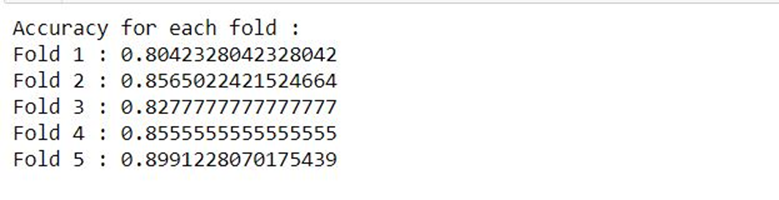 Accuracy for each fold :
Fold 1 : 0.8042328042328042
Fold 2 : 0.8565022421524664
Fold 3 : 0.8277777777777777
Fold 4 : 0.8555555555555555
Fold 5 : 0.8991228070175439